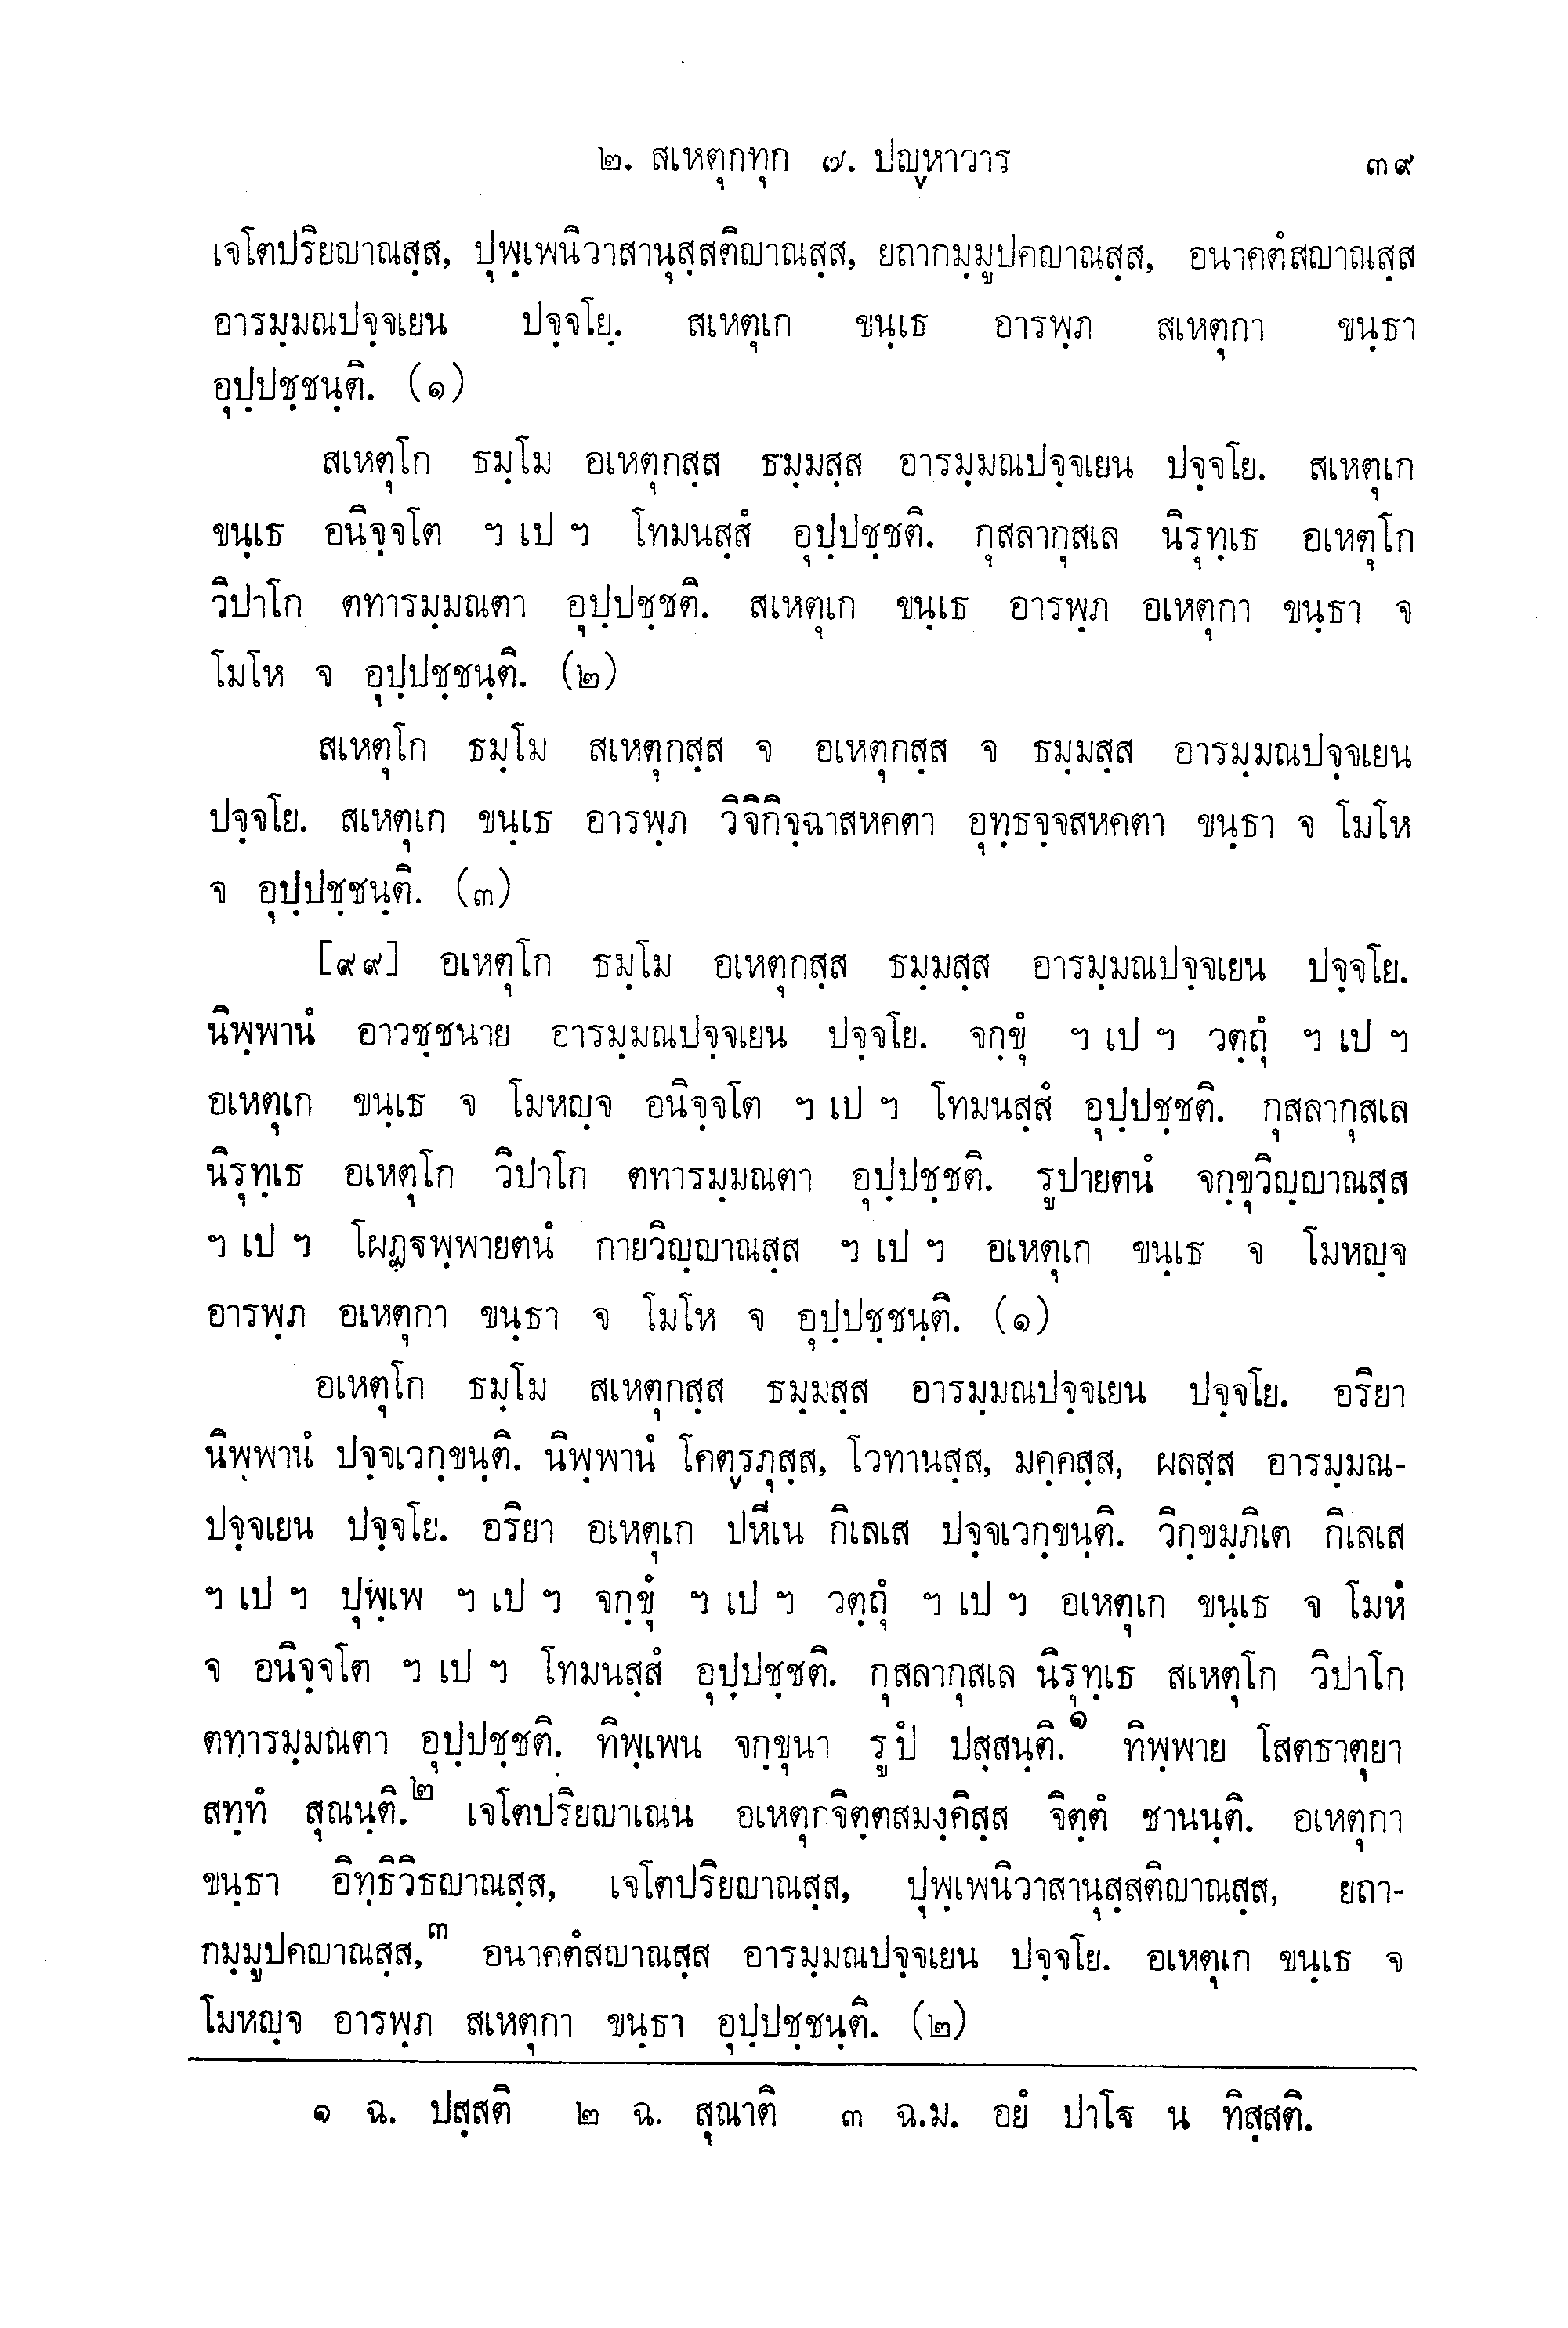 ๒. สเหตุกทุก ๗. ปญฺหาวาร ๓๙
เจโตปริยญาณสฺส, ปุพฺเพนิวาสานุสฺสติญาณสฺส, ยถากมฺมูปคญาณสฺส, อนาคตํสญาณสฺส
อารมฺมณปจฺจเยน ปจฺจโย. สเหตุเก ขนฺเธ อารพฺภ สเหตุกา ขนฺธา
อุปฺปชฺชนฺติ. (๑)
สเหตุโก ธมฺโม อเหตุกสฺส ธมฺมสฺส อารมฺมณปจฺจเยน ปจฺจโย. สเหตุเก
ขนฺเธ อนิจฺจโต ฯ เป ฯ โทมนสฺสํ อุปฺปชฺชติ. กุสลากุสเล นิรุทฺเธ อเหตุโก
วิปาโก ตทารมฺมณตา อุปฺปชฺชติ. สเหตุเก ขนฺเธ อารพฺภ อเหตุกา ขนฺธา จ
โมโห จ อุปฺปชฺชนฺติ. (๒)
สเหตุโก ธมฺโม สเหตุกสฺส จ อเหตุกสฺส จ ธมฺมสฺส อารมฺมณปจฺจเยน
ปจฺจโย. สเหตุเก ขนฺเธ อารพฺภ วิจิกิจฺฉาสหคตา อุทฺธจฺจสหคตา ขนฺธา จ โมโห
จ อุปฺปชฺชนฺติ. (๓)
[๙๙] อเหตุโก ธมฺโม อเหตุกสฺส ธมฺมสฺส อารมฺมณปจฺจเยน ปจฺจโย.
นิพฺพานํ อาวชฺชนาย อารมฺมณปจฺจเยน ปจฺจโย. จกฺขุํ ฯ เป ฯ วตฺถุํ ฯ เป ฯ
อเหตุเก ขนฺเธ จ โมหญฺจ อนิจฺจโต ฯ เป ฯ โทมนสฺสํ อุปฺปชฺชติ. กุสลากุสเล
นิรุทฺเธ อเหตุโก วิปาโก ตทารมฺมณตา อุปฺปชฺชติ. รูปายตนํ จกฺขุวิญฺญาณสฺส
ฯ เป ฯ โผฏฺฐพฺพายตนํ กายวิญฺญาณสฺส ฯ เป ฯ อเหตุเก ขนฺเธ จ โมหญฺจ
อารพฺภ อเหตุกา ขนฺธา จ โมโห จ อุปฺปชฺชนฺติ. (๑)
อเหตุโก ธมฺโม สเหตุกสฺส ธมฺมสฺส อารมฺมณปจฺจเยน ปจฺจโย. อริยา
นิพฺพานํ ปจฺจเวกฺขนฺติ. นิพฺพานํ โคตฺรภุสฺส, โวทานสฺส, มคฺคสฺส, ผลสฺส อารมฺมณ-
ปจฺจเยน ปจฺจโย. อริยา อเหตุเก ปหีเน กิเลเส ปจฺจเวกฺขนฺติ. วิกฺขมฺภิเต กิเลเส
ฯ เป ฯ ปุพฺเพ ฯ เป ฯ จกฺขุํ ฯ เป ฯ วตฺถุํ ฯ เป ฯ อเหตุเก ขนฺเธ จ โมหํ
จ อนิจฺจโต ฯ เป ฯ โทมนสฺสํ อุปฺปชฺชติ. กุสลากุสเล นิรุทฺเธ สเหตุโก วิปาโก
ตทารมฺมณตา อุปฺปชฺชติ. ทิพฺเพน จกฺขุนา รูปํ ปสฺสนฺติ.๑ ทิพฺพาย โสตธาตุยา
สทฺทํ สุณนฺติ.๒ เจโตปริยญาเณน อเหตุกจิตฺตสมงฺคิสฺส จิตฺตํ ชานนฺติ. อเหตุกา
ขนฺธา อิทฺธิวิธญาณสฺส, เจโตปริยญาณสฺส, ปุพฺเพนิวาสานุสฺสติญาณสฺส, ยถา-
กมฺมูปคญาณสฺส,๓ อนาคตํสญาณสฺส อารมฺมณปจฺจเยน ปจฺจโย. อเหตุเก ขนฺเธ จ
โมหญฺจ อารพฺภ สเหตุกา ขนฺธา อุปฺปชฺชนฺติ. (๒)
๑ ฉ. ปสฺสติ ๒ ฉ. สุณาติ ๓ ฉ.ม. อยํ ปาโฐ น ทิสฺสติ.